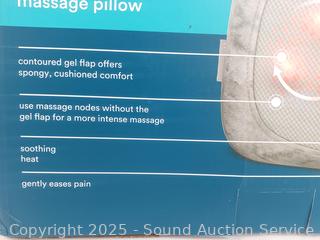 massage pillow
contoured gel flap offers
spongy, cushioned comfort
use massage nodes without the
gel flap for a more intense massage
soothing
heat
gently eases pain
© Copyright 2025 - Sound Auction Service